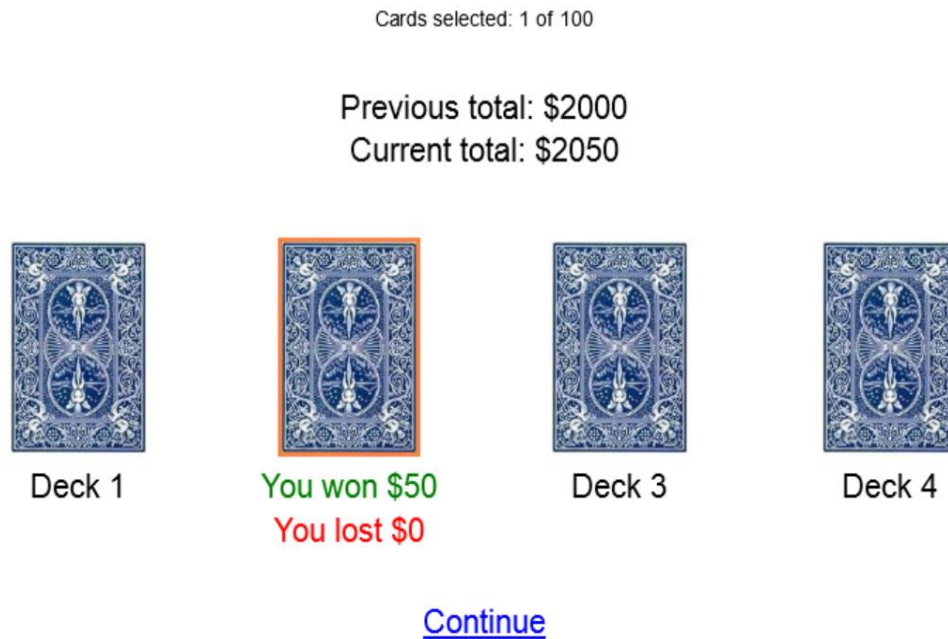 Cards selected: 1 of 100
Previous total: $2000
Current total: $2050
Deck 1
You won $50
You lost $0
Deck 3
Deck 4
Continue